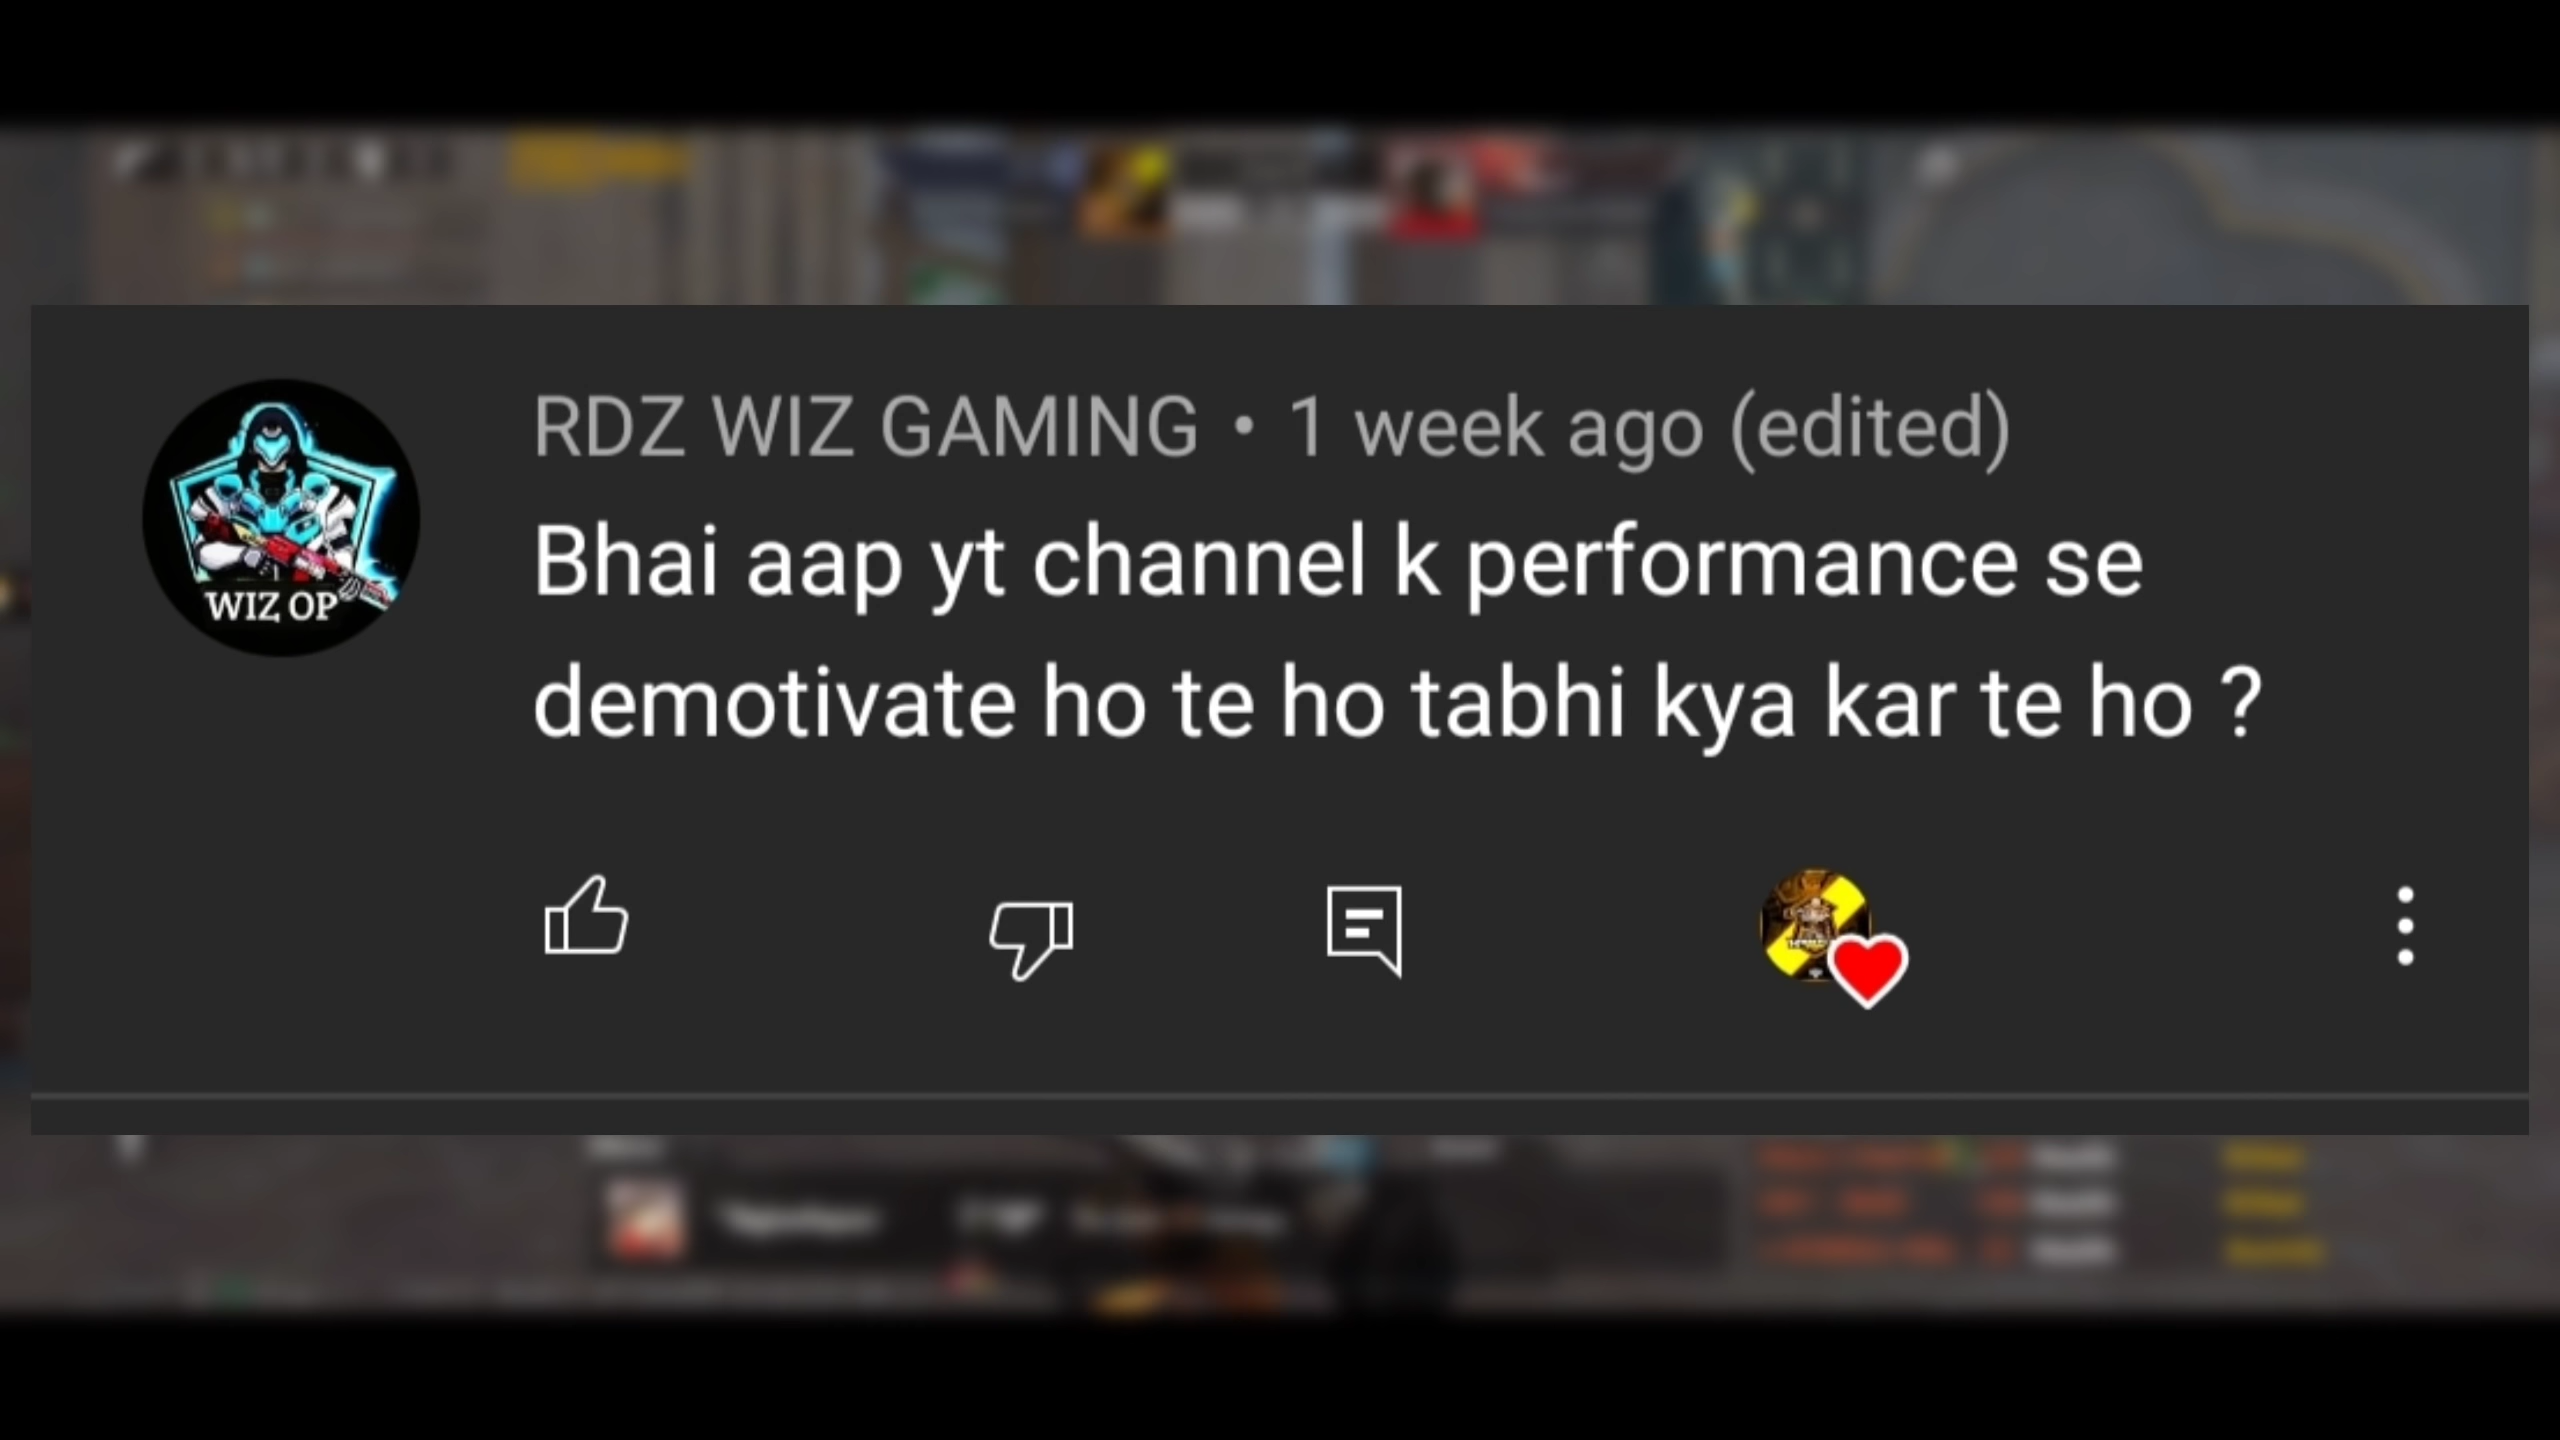 RDZ WIZ GAMING • 1 week ago (edited)
Bhai aap yt channel k performance se
demotivate ho te ho tabhi kya kar te ho ?
WIZ OP